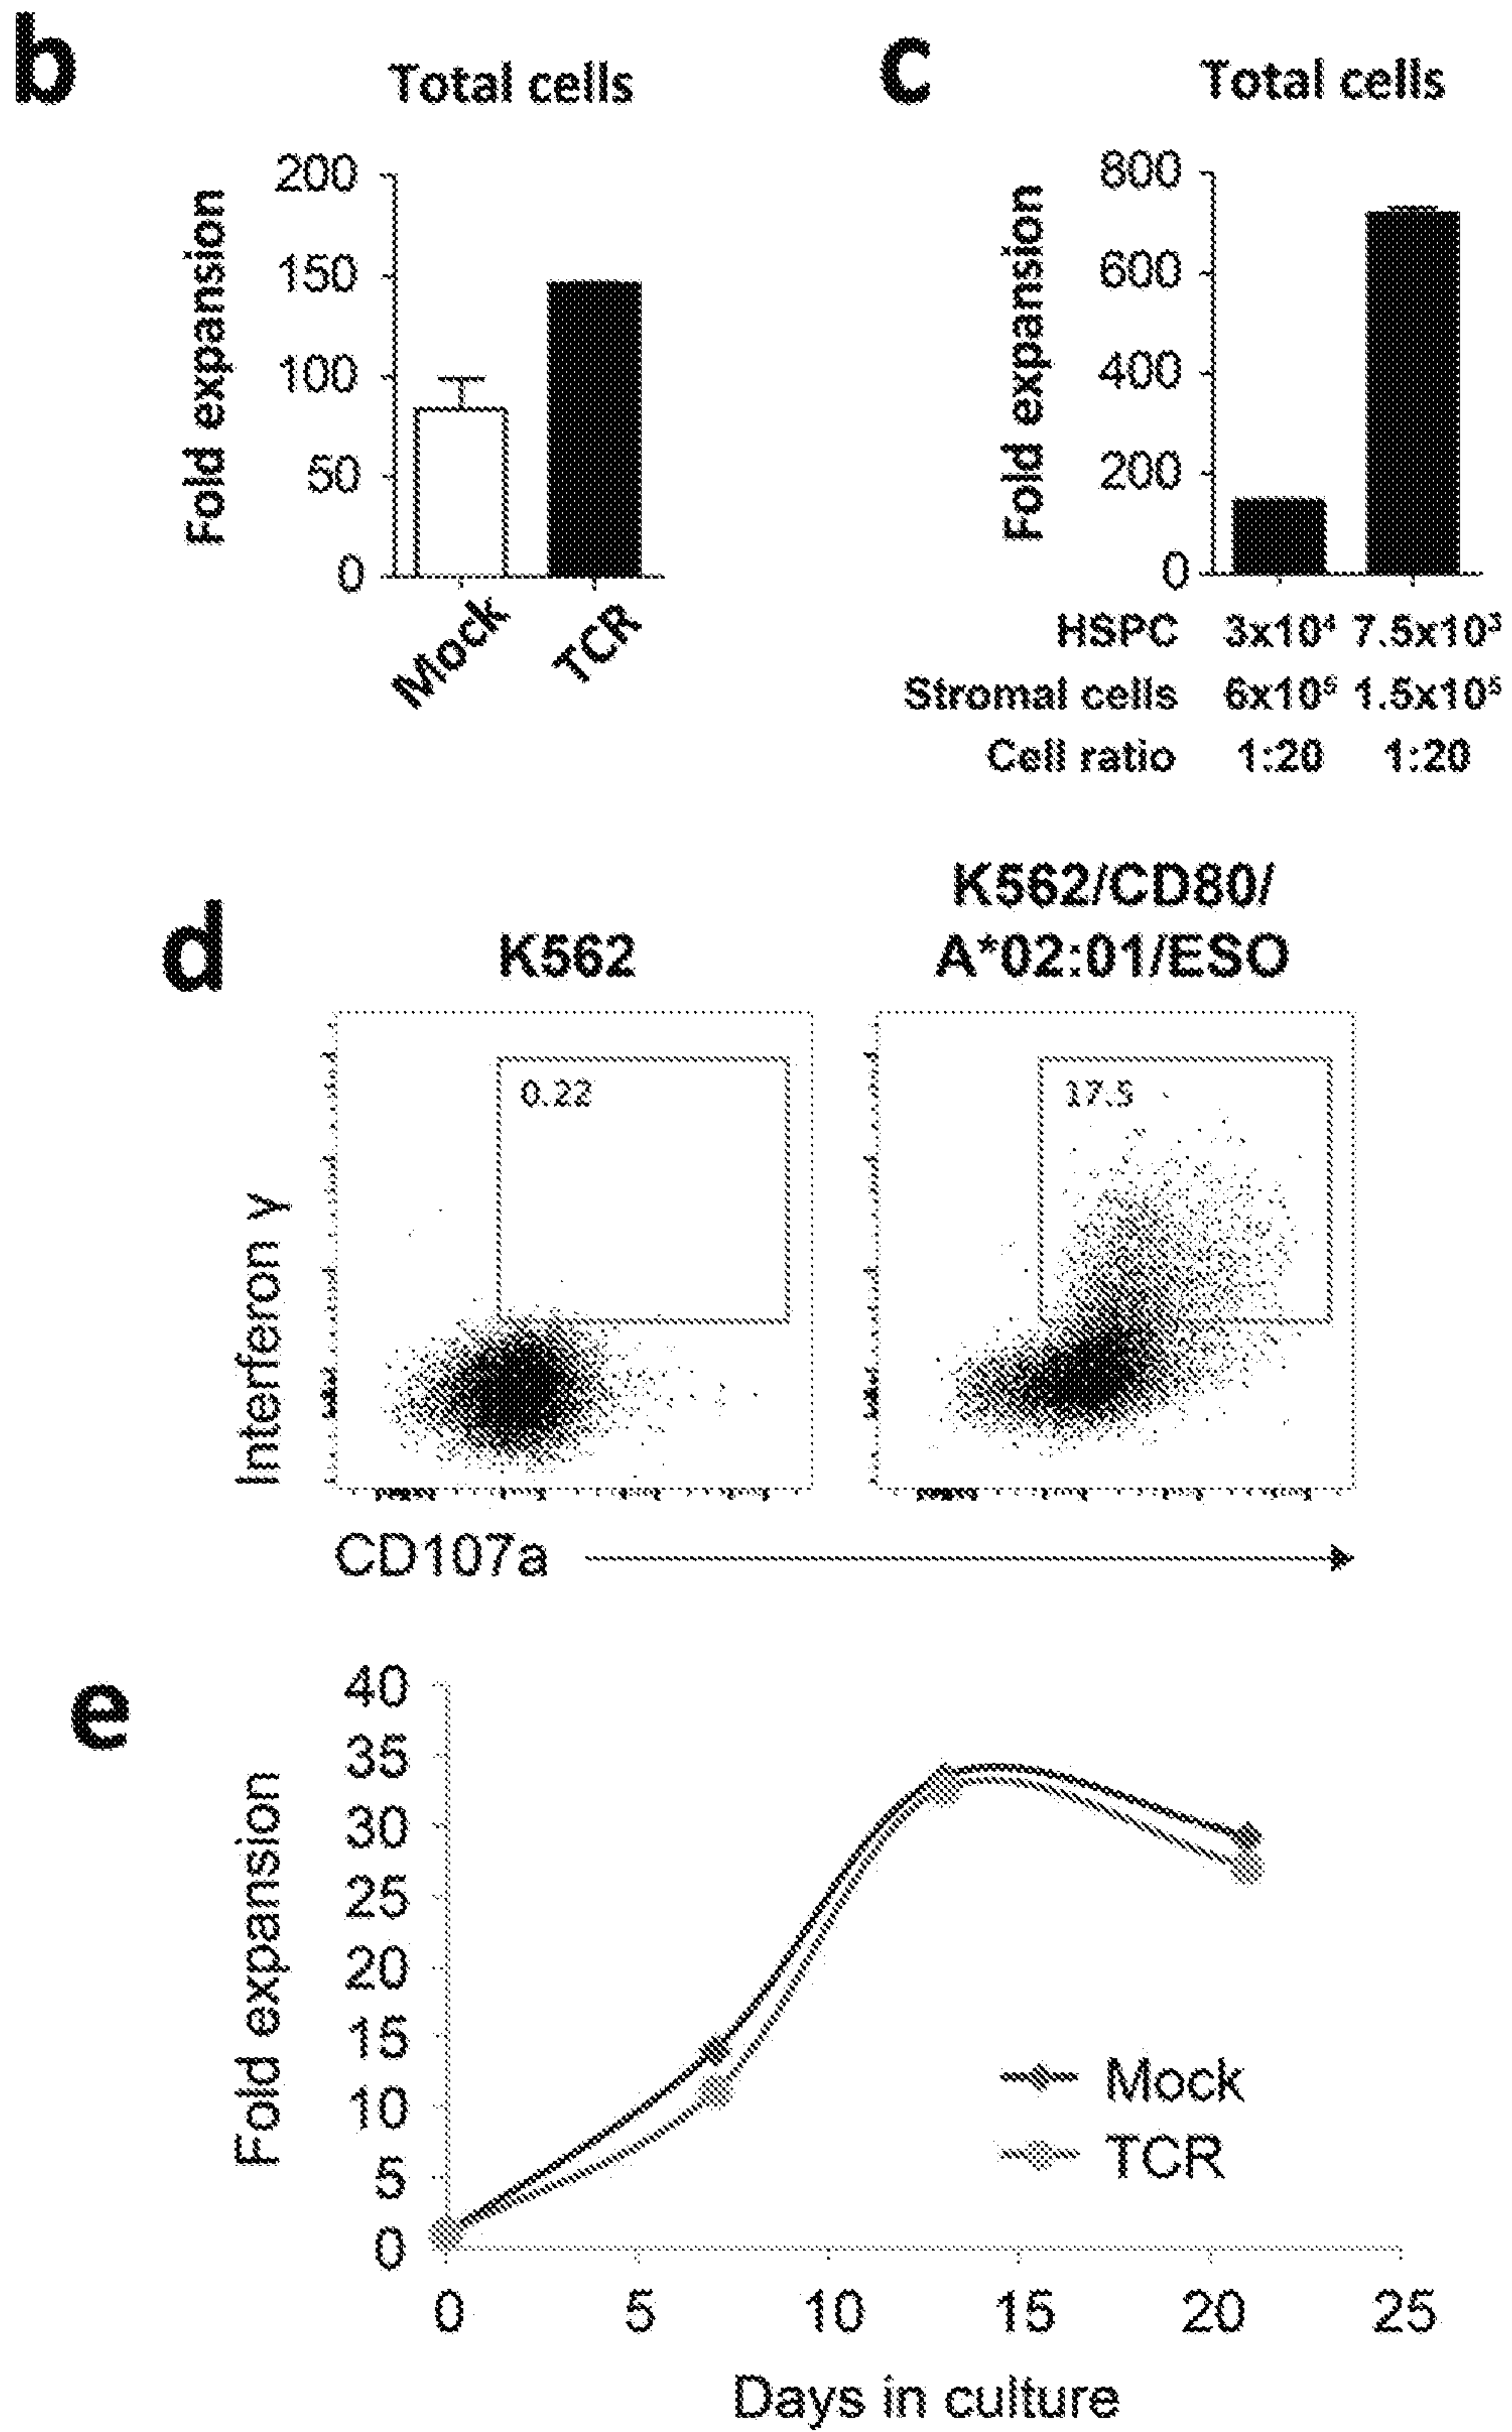 b
Total cells
Fold expansion
200
150
100
50
0
Mock
TCR
c
Total cells
Fold expansion
800
600
400
200
0
HSPC 3x10⁴ 7.5x10³
Stromal cells 6x10⁵ 1.5x10⁵
Cell ratio 1:20 1:20
d
K562
K562/CD80/
A*02:01/ESO
0.22
17.5
Interferon γ
CD107a
e
Fold expansion
40
35
30
25
20
15
10
5
0
Mock
TCR
0 5 10 15 20 25
Days in culture